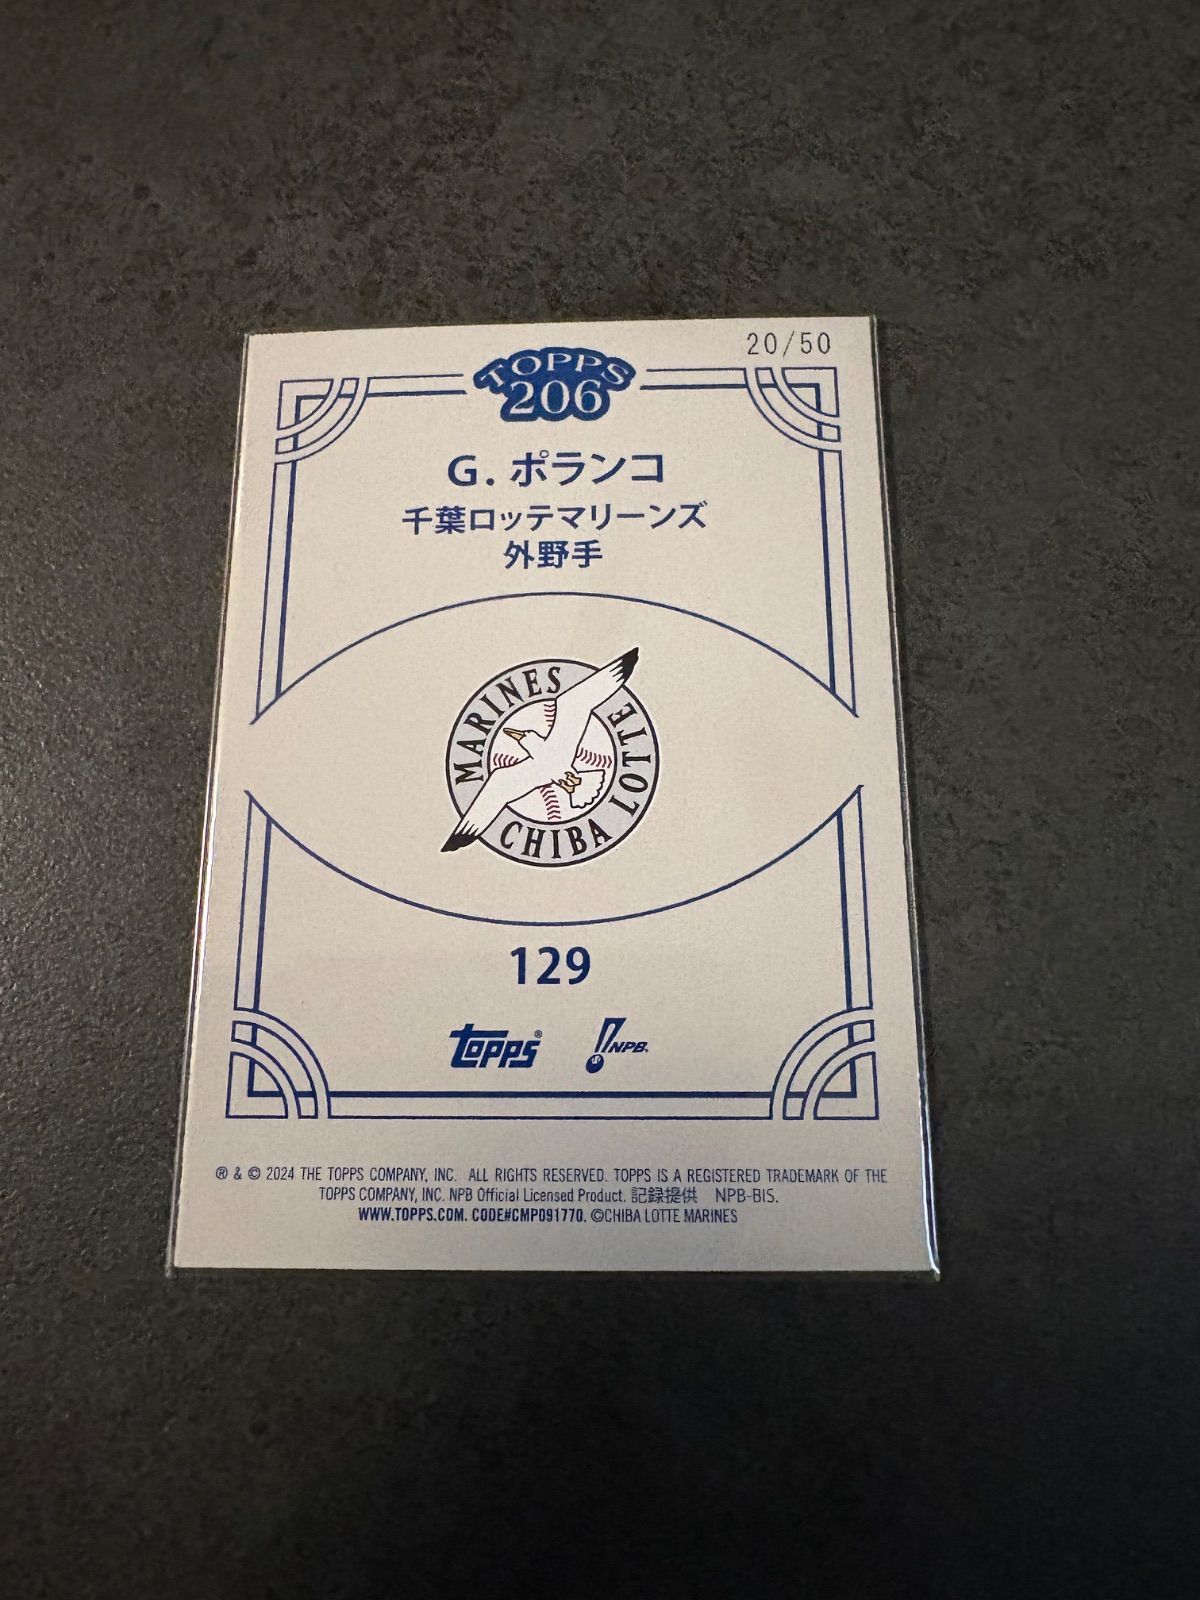 20/50
TOPPS
206
G. ポランコ
千葉ロッテマリーンズ
外野手
MARINES
CHIBA LOTTE
129
topps®
NPB®
® & © 2024 THE TOPPS COMPANY, INC. ALL RIGHTS RESERVED. TOPPS IS A REGISTERED TRADEMARK OF THE
TOPPS COMPANY, INC. NPB Official Licensed Product. 記録提供 NPB-BIS.
WWW.TOPPS.COM. CODE#CMP091770. ©CHIBA LOTTE MARINES